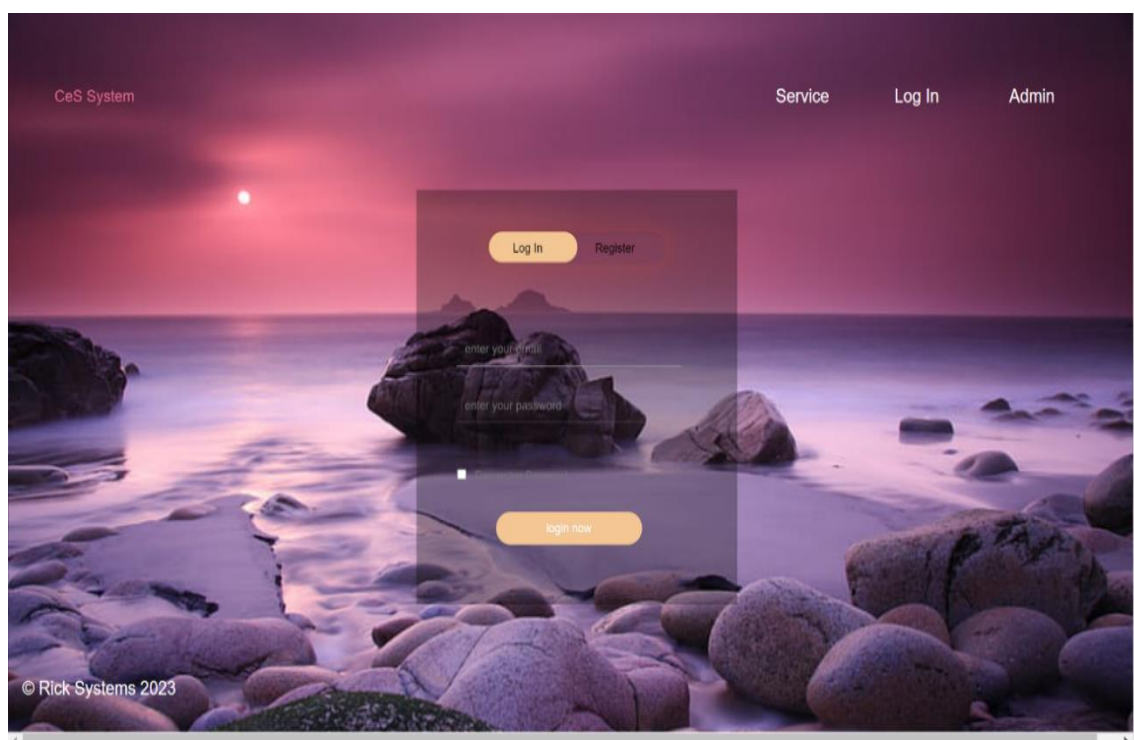 CeS System
Service Log In Admin
Log In Register
enter your email
enter your password
login now
© Rick Systems 2023